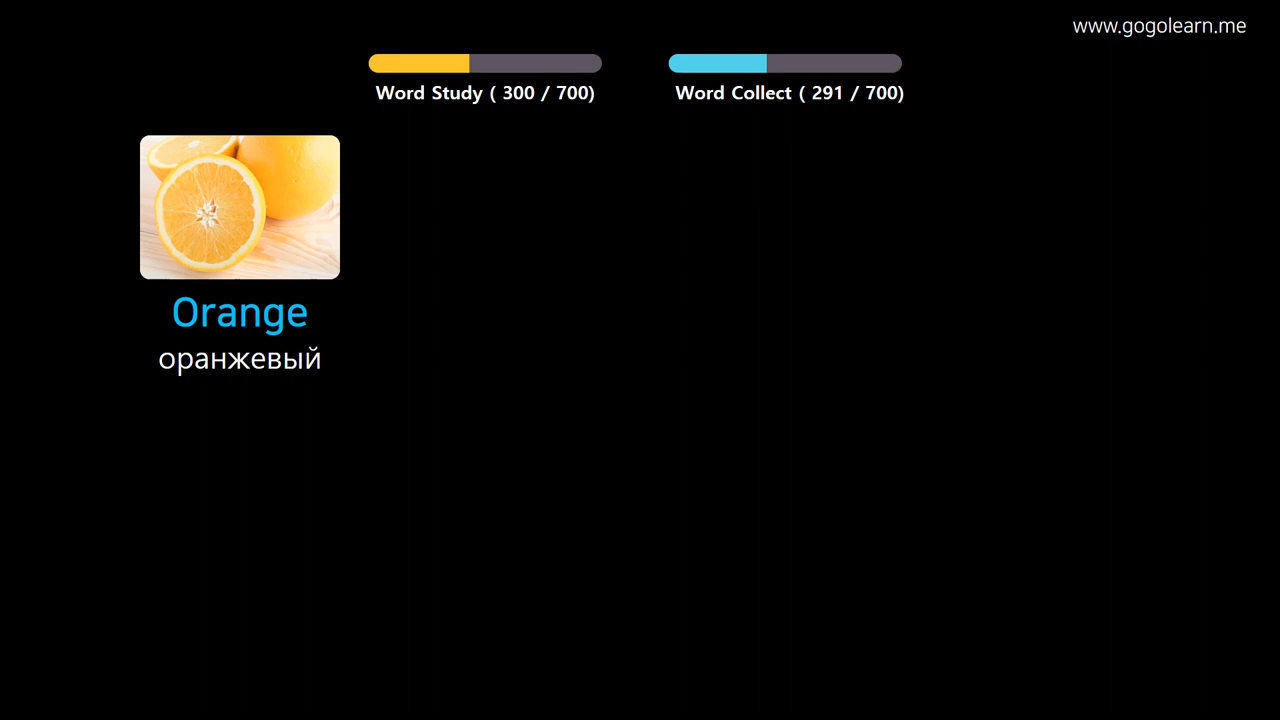 www.gogolearn.me
Word Study ( 300 / 700)
Word Collect ( 291 / 700)
Orange
оранжевый